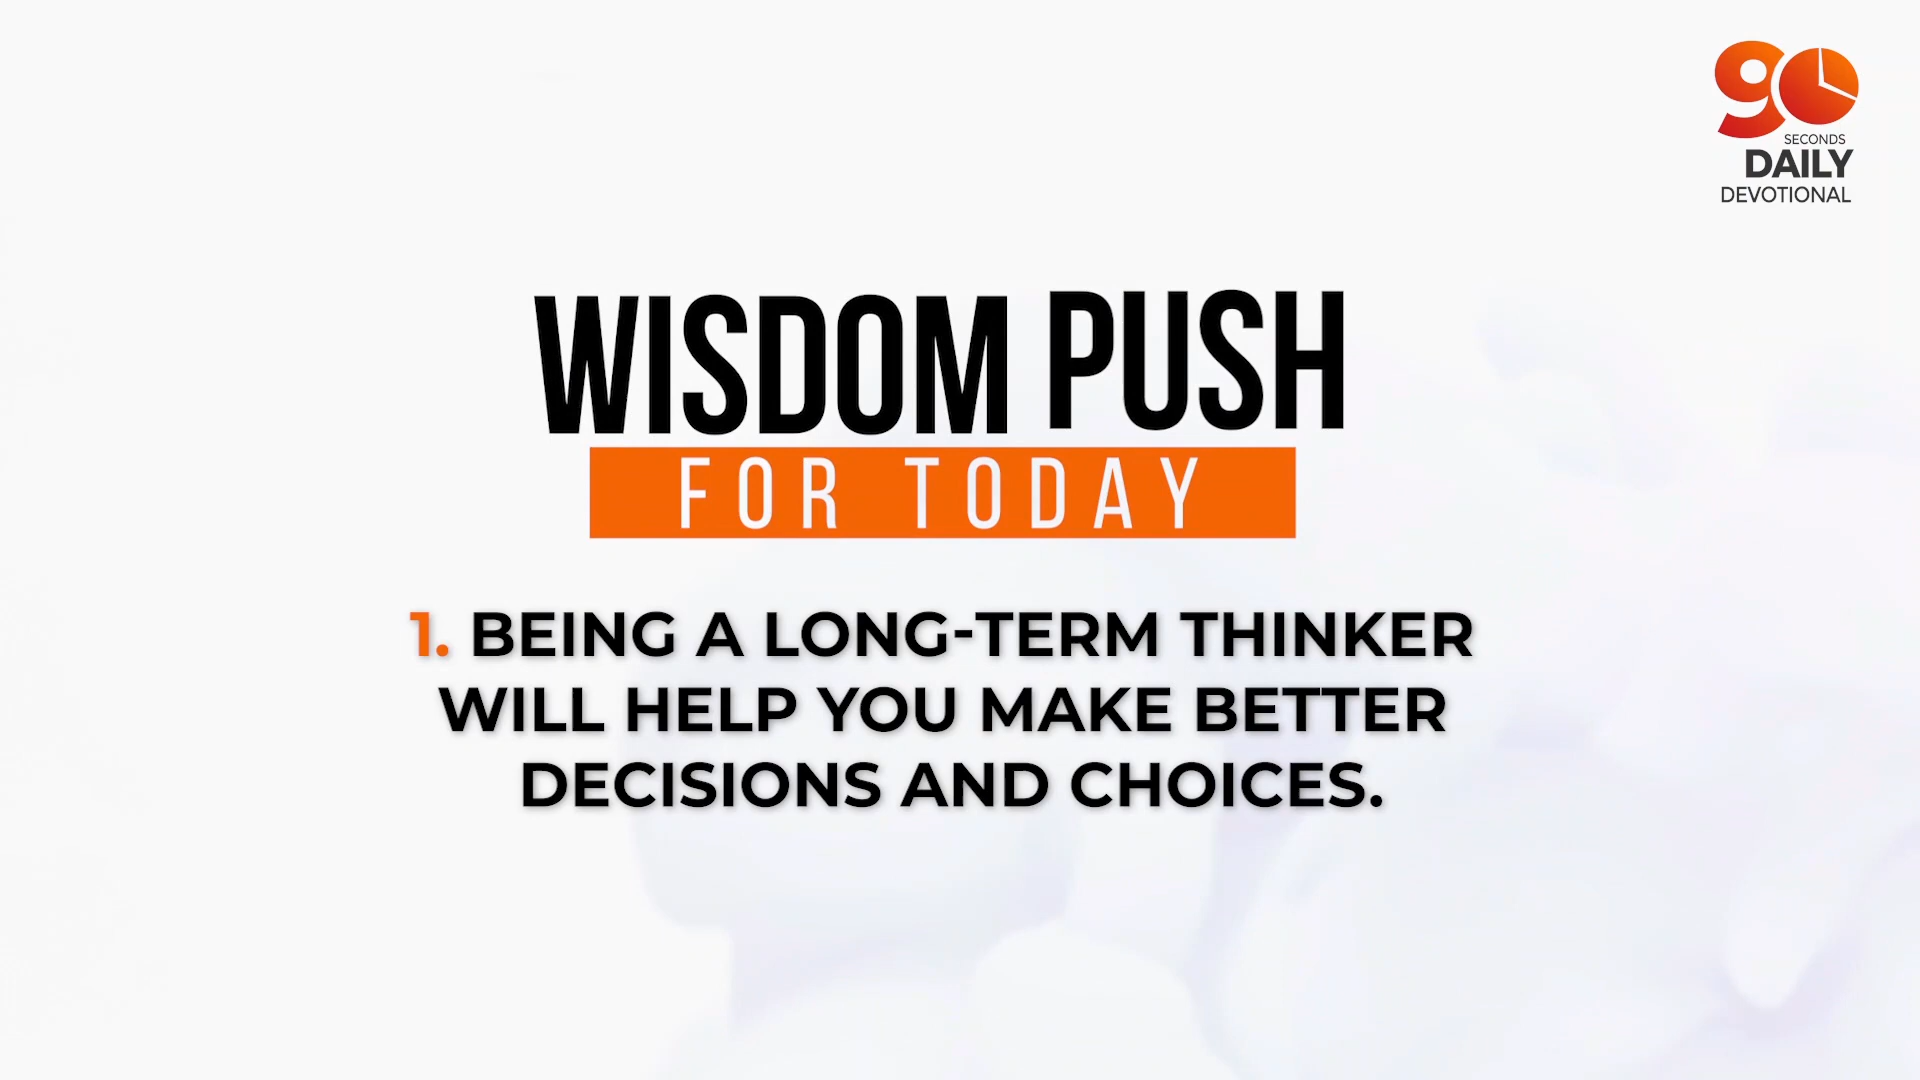 90
SECONDS
DAILY
DEVOTIONAL
WISDOM PUSH
FOR TODAY
1. BEING A LONG-TERM THINKER
WILL HELP YOU MAKE BETTER
DECISIONS AND CHOICES.